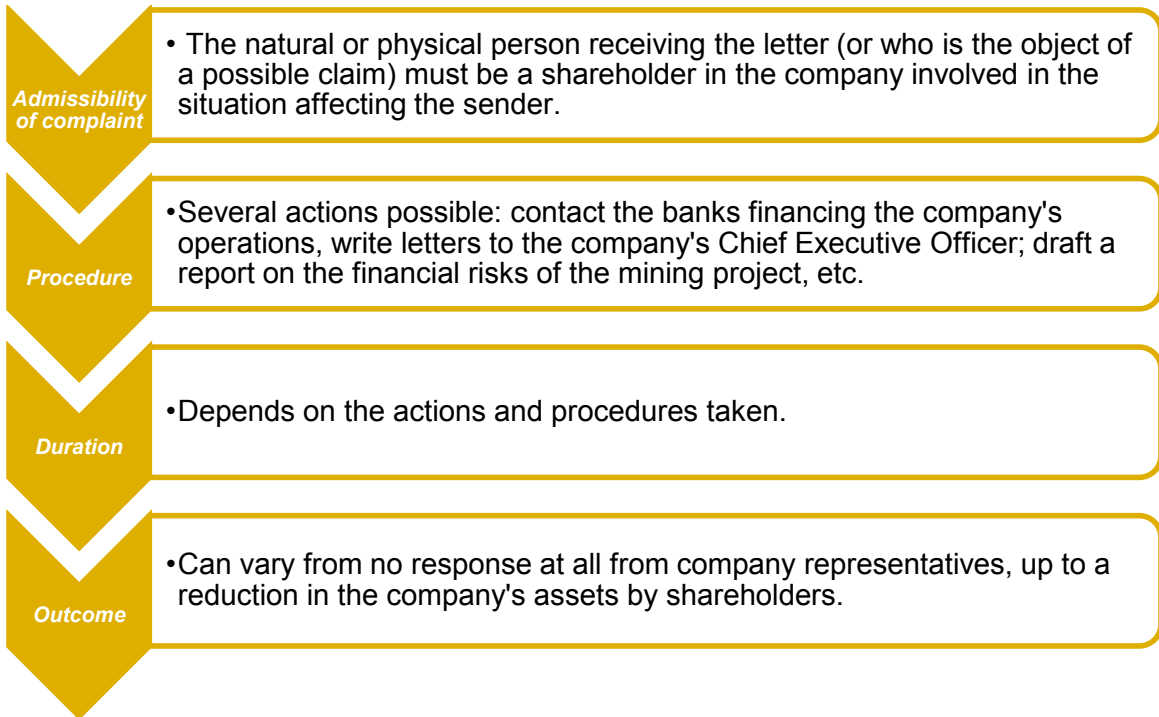 Admissibility
of complaint
• The natural or physical person receiving the letter (or who is the object of
a possible claim) must be a shareholder in the company involved in the
situation affecting the sender.
Procedure
•Several actions possible: contact the banks financing the company's
operations, write letters to the company's Chief Executive Officer; draft a
report on the financial risks of the mining project, etc.
Duration
•Depends on the actions and procedures taken.
Outcome
•Can vary from no response at all from company representatives, up to a
reduction in the company's assets by shareholders.